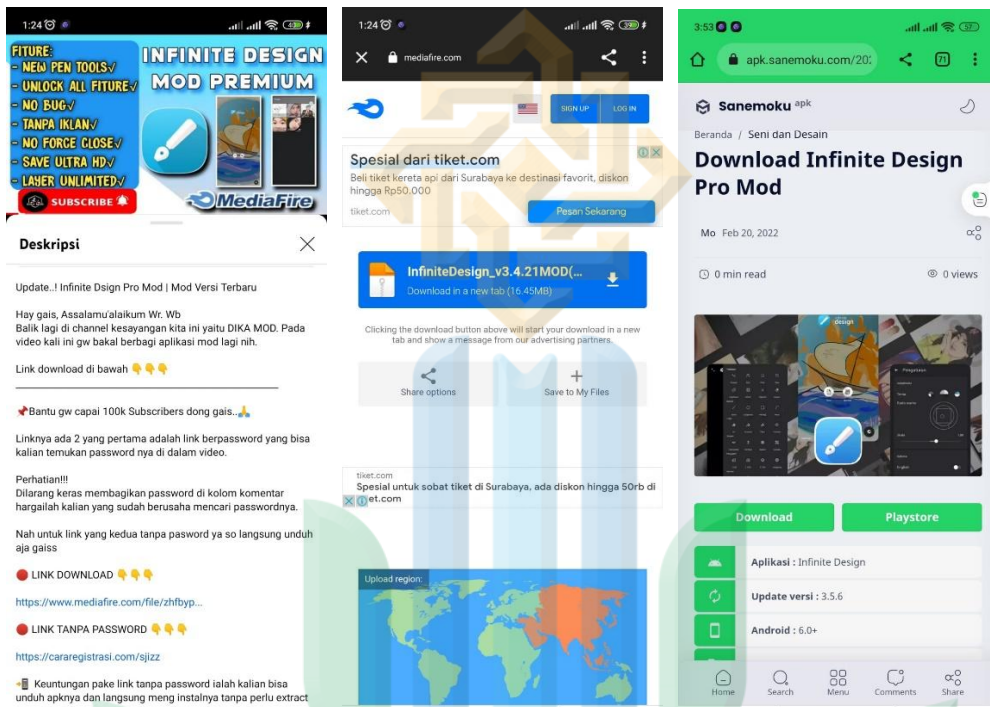 1:24
40
FITURE:
- NEW PEN TOOLS√
- UNLOCK ALL FITURE√
- NO BUG√
- TANPA IKLAN√
- NO FORCE CLOSE√
- SAVE ULTRA HD√
- LAYER UNLIMITED√
SUBSCRIBE
INFINITE DESIGN
MOD PREMIUM
MediaFire
Deskripsi
Update..! Infinite Dsign Pro Mod | Mod Versi Terbaru
Hay gais, Assalamu'alaikum Wr. Wb
Balik lagi di channel kesayangan kita ini yaitu DIKA MOD. Pada
video kali ini gw bakal berbagi aplikasi mod lagi nih.
Link download di bawah 👇👇👇
📌Bantu gw capai 100k Subscribers dong gais..🙏
Linknya ada 2 yang pertama adalah link berpassword yang bisa
kalian temukan password nya di dalam video.
Perhatian!!!
Dilarang keras membagikan password di kolom komentar
hargailah kalian yang sudah berusaha mencari passwordnya.
Nah untuk link yang kedua tanpa pasword ya so langsung unduh
aja gaiss
🔴 LINK DOWNLOAD 👇👇👇
https://www.mediafire.com/file/zhfbyp...
🔴 LINK TANPA PASSWORD 👇👇👇
https://cararegistrasi.com/sjizz
📲 Keuntungan pake link tanpa password ialah kalian bisa
unduh apknya dan langsung meng instalnya tanpa perlu extract
1:24
39
mediafire.com
SIGN UP
LOG IN
Spesial dari tiket.com
Beli tiket kereta api dari Surabaya ke destinasi favorit, diskon
hingga Rp50.000
tiket.com
Pesan Sekarang
InfiniteDesign_v3.4.21MOD(...
Download in a new tab (16.45MB)
Clicking the download button above will start your download in a new
tab and show a message from our advertising partners.
Share options
Save to My Files
tiket.com
Spesial untuk sobat tiket di Surabaya, ada diskon hingga 50rb di
et.com
Upload region:
3:53
37
apk.sanemoku.com/202
71
Sanemoku apk
Beranda / Seni dan Desain
Download Infinite Design
Pro Mod
Mo Feb 20, 2022
0 min read
0 views
design
Pengaturan
Download
Playstore
Aplikasi : Infinite Design
Update versi : 3.5.6
Android : 6.0+
Home
Search
Menu
Comments
Share